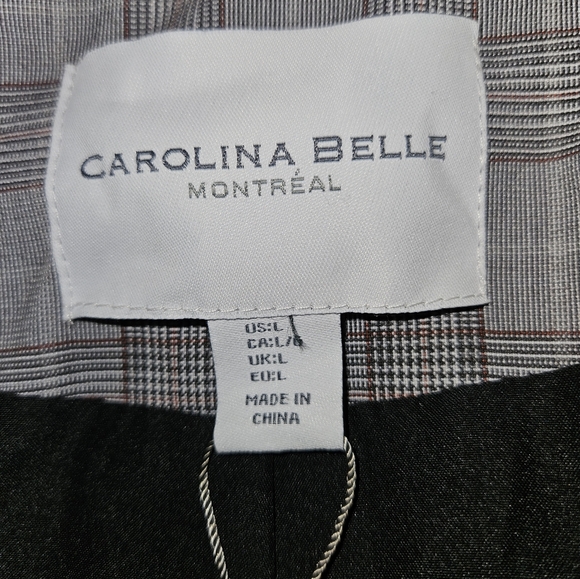 CAROLINA BELLE
MONTRÉAL
US:L
CA:L/G
UK:L
EU:L
MADE IN
CHINA